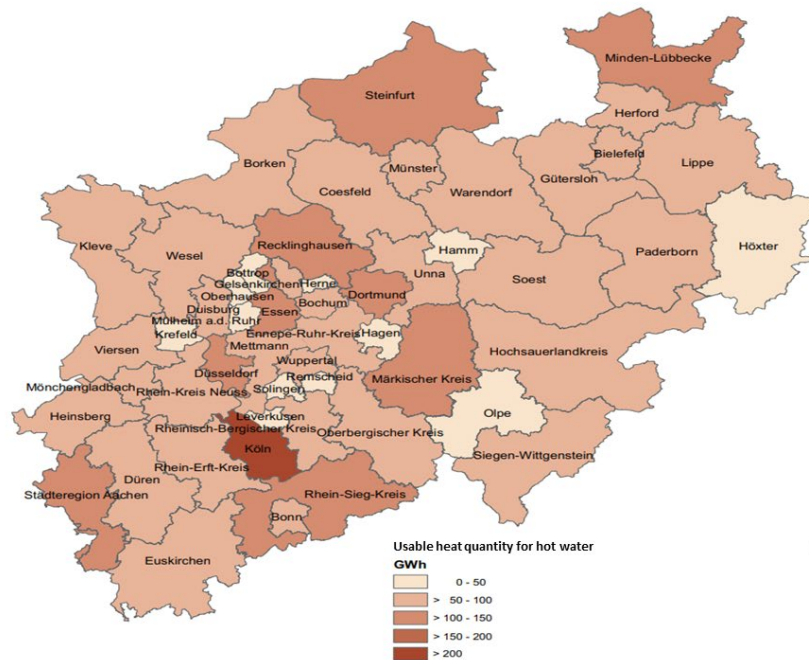 Minden-Lübbecke
Steinfurt
Herford
Borken
Münster
Bielefeld
Lippe
Coesfeld
Warendorf
Gütersloh
Kleve
Wesel
Recklinghausen
Hamm
Paderborn
Höxter
Bottrop
Unna
Soest
Gelsenkirchen
Herne
Oberhausen
Dortmund
Bochum
Duisburg
Essen
Mülheim a.d. Ruhr
Krefeld
Ennepe-Ruhr-Kreis
Hagen
Viersen
Mettmann
Hochsauerlandkreis
Wuppertal
Düsseldorf
Remscheid
Märkischer Kreis
Mönchengladbach
Solingen
Rhein-Kreis Neuss
Heinsberg
Leverkusen
Olpe
Rheinisch-Bergischer Kreis
Oberbergischer Kreis
Köln
Siegen-Wittgenstein
Rhein-Erft-Kreis
Düren
Städteregion Aachen
Rhein-Sieg-Kreis
Bonn
Euskirchen
Usable heat quantity for hot water
GWh
0 - 50
> 50 - 100
> 100 - 150
> 150 - 200
> 200